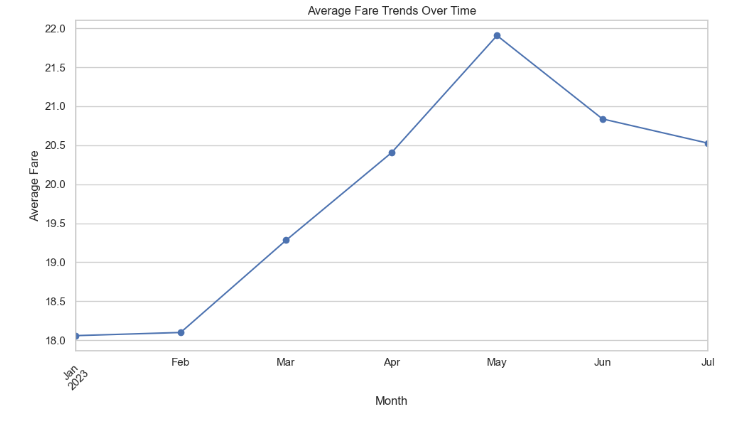 Average Fare Trends Over Time
22.0
21.5
21.0
20.5
20.0
19.5
19.0
18.5
18.0
Average Fare
Jan
2023
Feb
Mar
Apr
May
Jun
Jul
Month